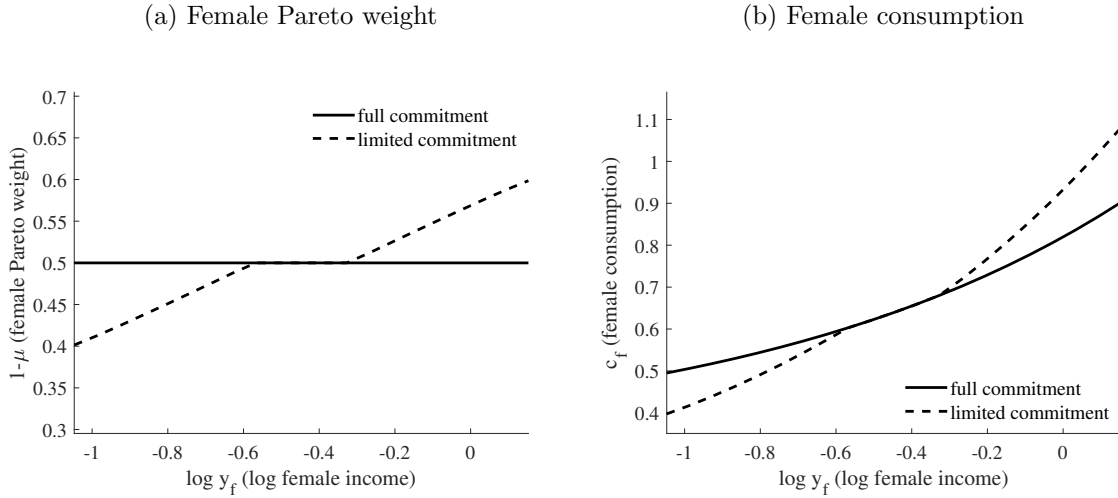 (a) Female Pareto weight
0.7
0.65
0.6
0.55
0.5
0.45
0.4
0.35
0.3
1-μ (female Pareto weight)
full commitment
limited commitment
-1 -0.8 -0.6 -0.4 -0.2 0
log y_f (log female income)
(b) Female consumption
1.1
1
0.9
0.8
0.7
0.6
0.5
0.4
c_f (female consumption)
full commitment
limited commitment
-1 -0.8 -0.6 -0.4 -0.2 0
log y_f (log female income)